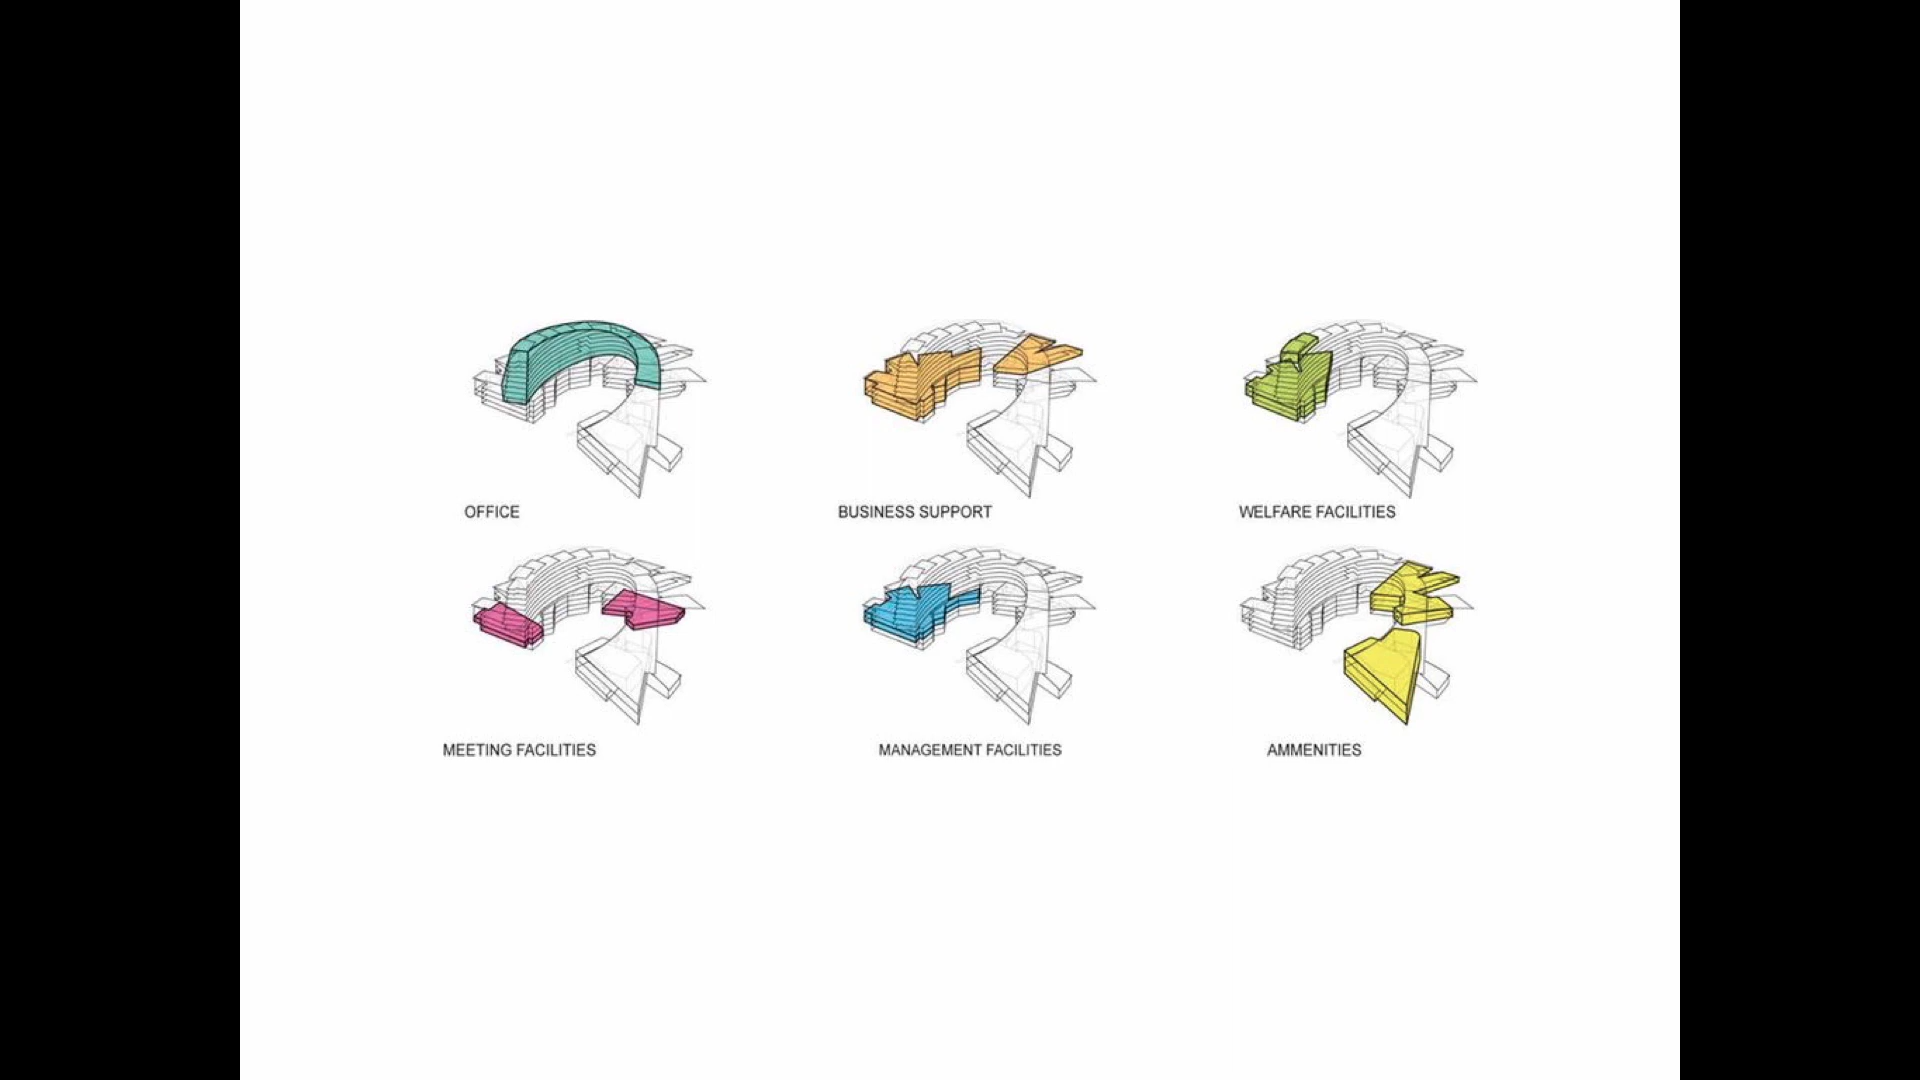 OFFICE
BUSINESS SUPPORT
WELFARE FACILITIES
MEETING FACILITIES
MANAGEMENT FACILITIES
AMMENITIES